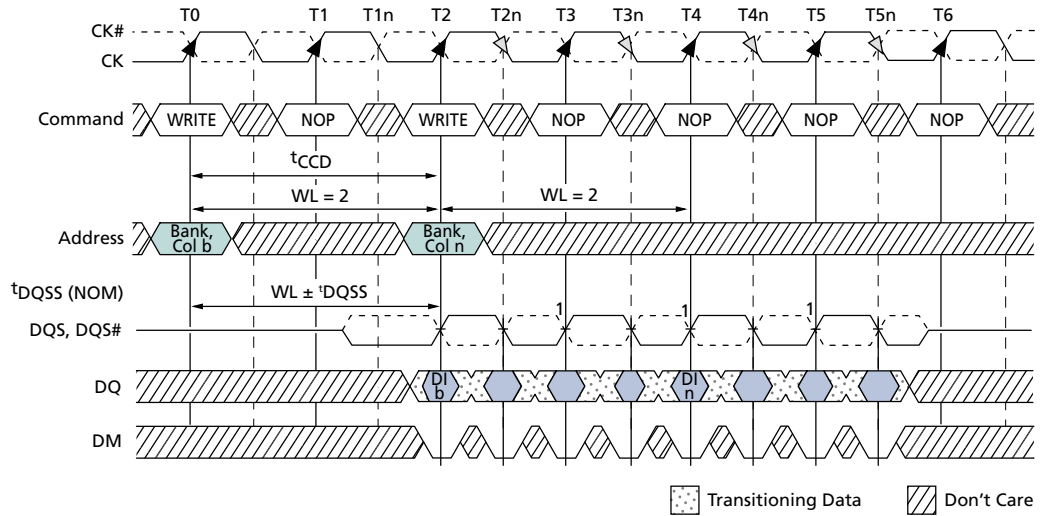 T0 T1 T1n T2 T2n T3 T3n T4 T4n T5 T5n T6
CK#
CK
Command WRITE NOP WRITE NOP NOP NOP NOP
tCCD
WL = 2 WL = 2
Address Bank, Col b Bank, Col n
tDQSS (NOM) WL ± tDQSS
1 1 1
DQS, DQS#
DQ DI b DI n
DM
Transitioning Data Don't Care